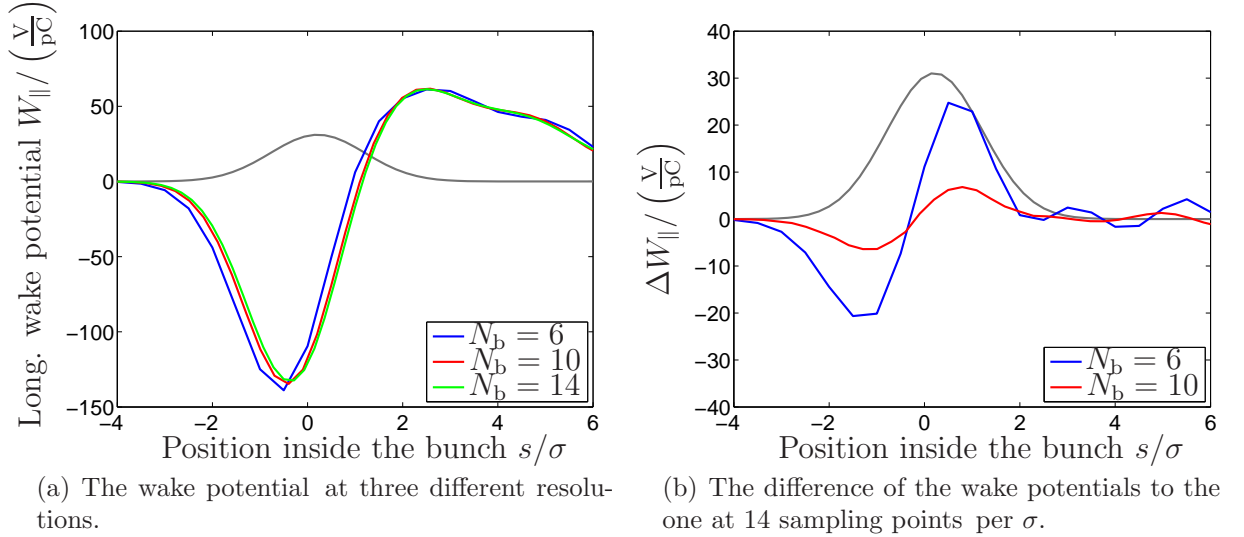 Long. wake potential W∥/ (V/pC)
100
50
0
−50
−100
−150
−4 −2 0 2 4 6
N_b = 6
N_b = 10
N_b = 14
Position inside the bunch s/σ
(a) The wake potential at three different resolu-
tions.
ΔW∥/ (V/pC)
40
30
20
10
0
−10
−20
−30
−40
−4 −2 0 2 4 6
N_b = 6
N_b = 10
Position inside the bunch s/σ
(b) The difference of the wake potentials to the
one at 14 sampling points per σ.